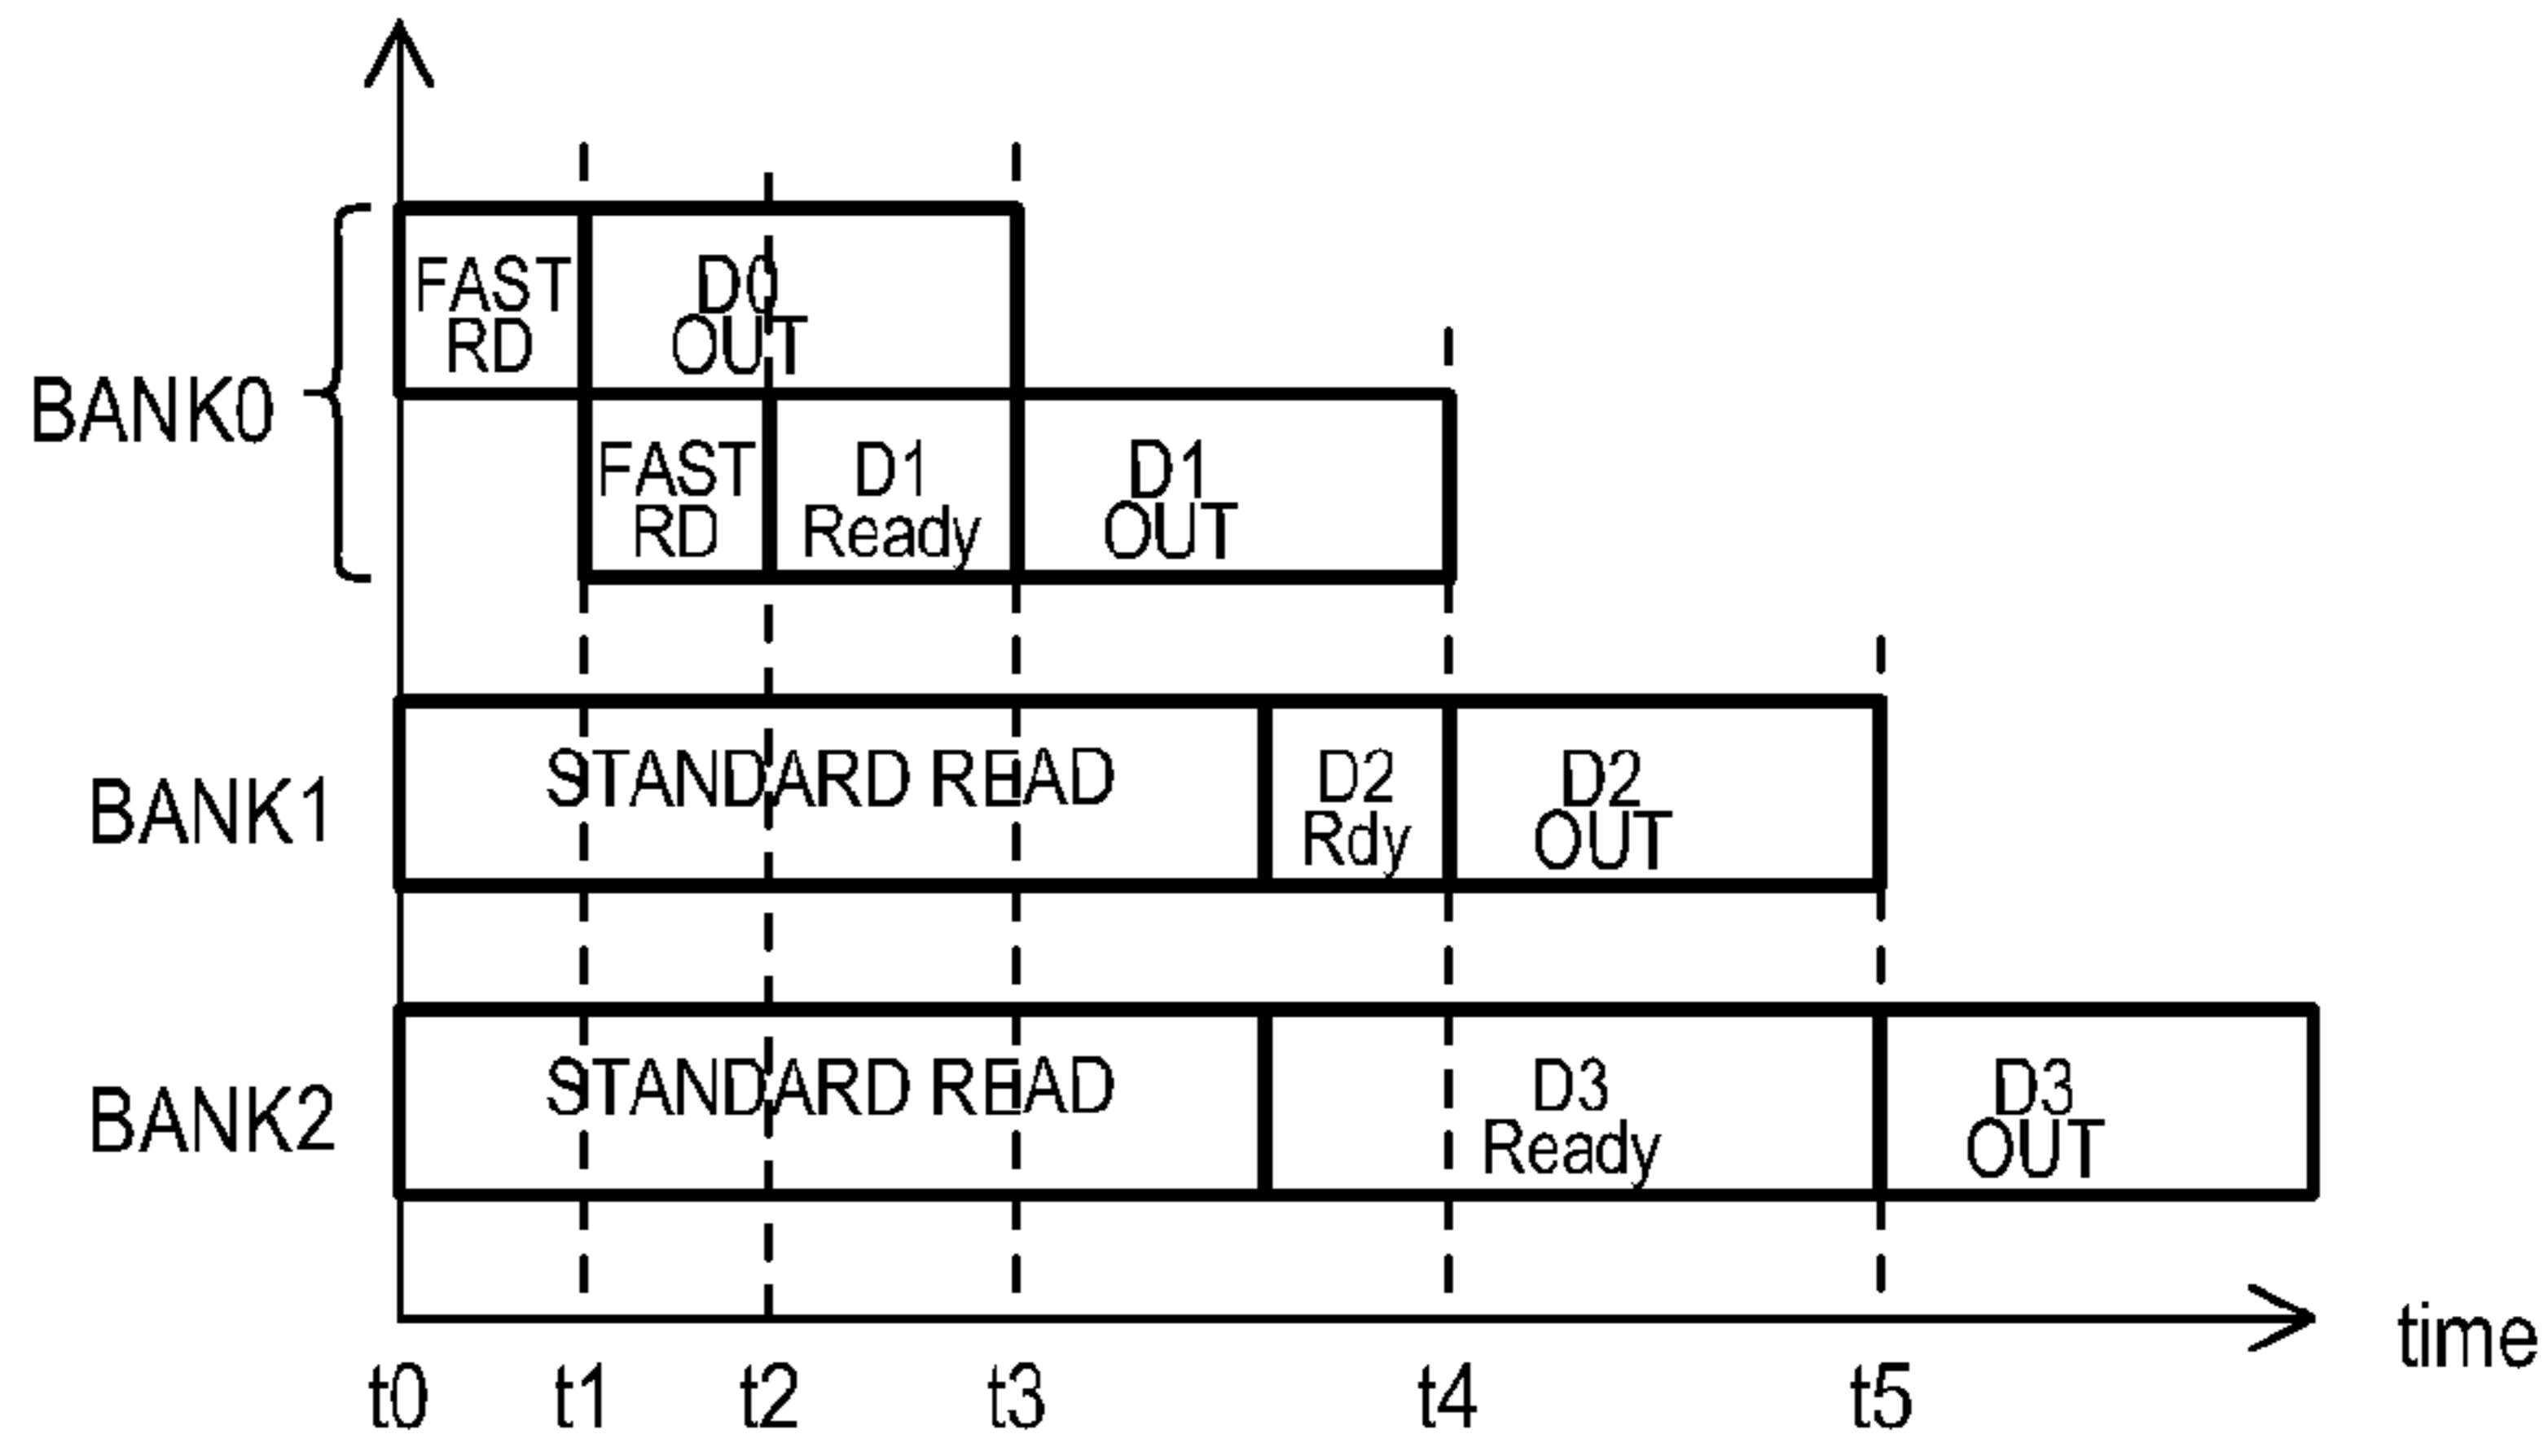 FAST
RD
D0
OUT
BANK0
FAST
RD
D1
Ready
D1
OUT
BANK1
STANDARD READ
D2
Rdy
D2
OUT
BANK2
STANDARD READ
D3
Ready
D3
OUT
time
t0 t1 t2 t3 t4 t5